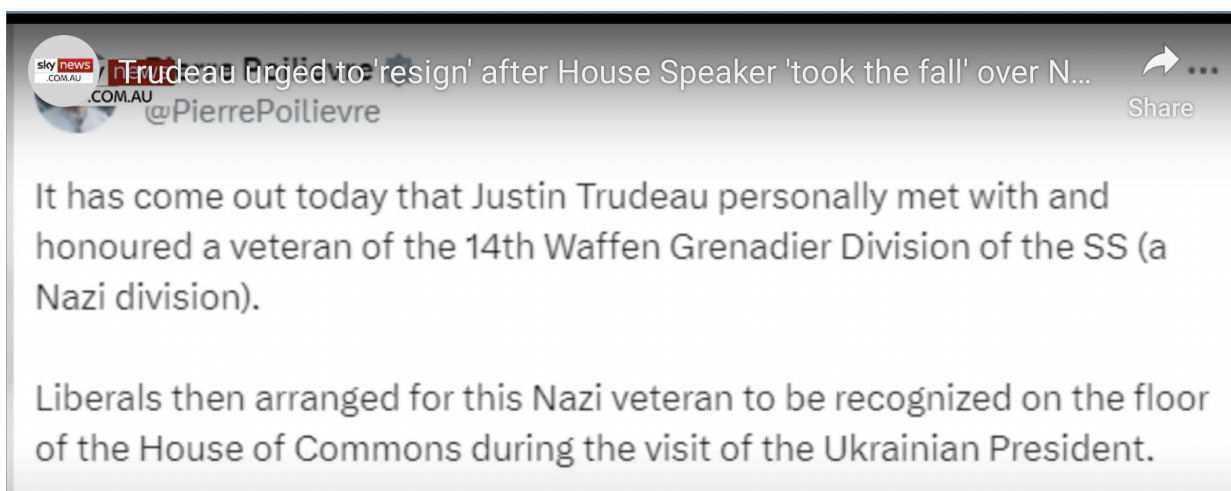 sky news
.COM.AU
Trudeau urged to 'resign' after House Speaker 'took the fall' over N...
.COM.AU
@PierrePoilievre
Share
It has come out today that Justin Trudeau personally met with and
honoured a veteran of the 14th Waffen Grenadier Division of the SS (a
Nazi division).
Liberals then arranged for this Nazi veteran to be recognized on the floor
of the House of Commons during the visit of the Ukrainian President.